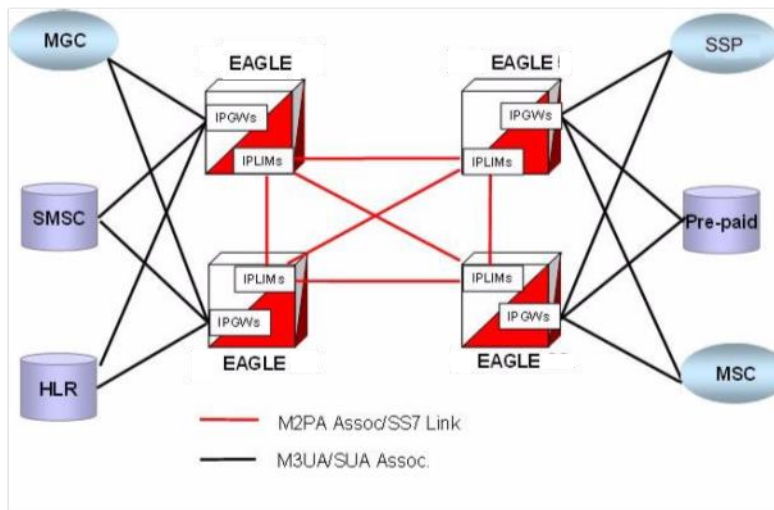 MGC
EAGLE
EAGLE
SSP
IPGWs
IPGWs
IPLIMs
IPLIMs
SMSC
Pre-paid
IPLIMs
IPLIMs
IPGWs
IPGWs
EAGLE
EAGLE
HLR
MSC
M2PA Assoc/SS7 Link
M3UA/SUA Assoc.